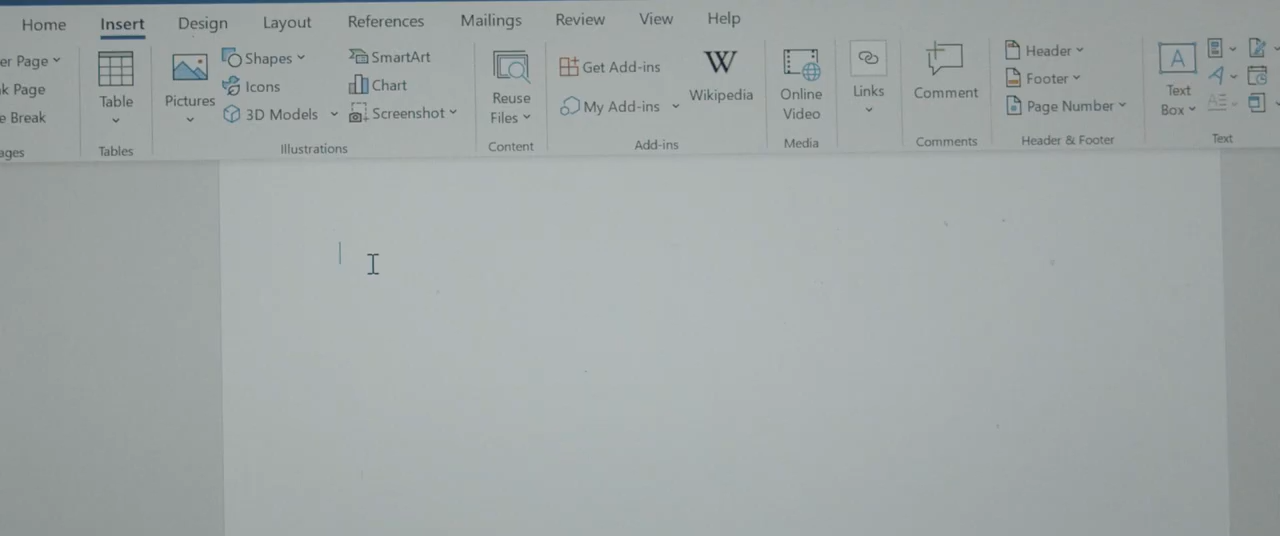 Home Insert Design Layout References Mailings Review View Help
er Page
k Page
e Break
ages
Table
Tables
Pictures
Shapes
Icons
3D Models
SmartArt
Chart
Screenshot
Illustrations
Reuse
Files
Content
Get Add-ins
My Add-ins
W
Wikipedia
Add-ins
Online
Video
Media
Links
Comment
Comments
Header
Footer
Page Number
Header & Footer
A
Text
Box
A
Text